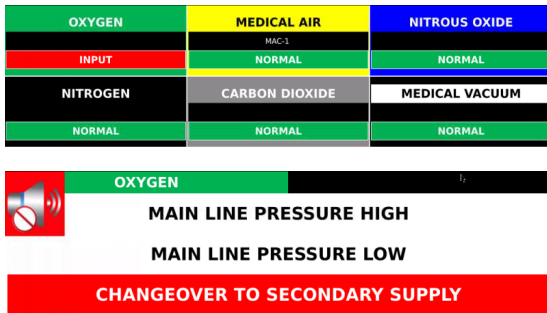 OXYGEN MEDICAL AIR NITROUS OXIDE
MAC-1
INPUT NORMAL NORMAL
NITROGEN CARBON DIOXIDE MEDICAL VACUUM
NORMAL NORMAL NORMAL
OXYGEN
MAIN LINE PRESSURE HIGH
MAIN LINE PRESSURE LOW
CHANGEOVER TO SECONDARY SUPPLY